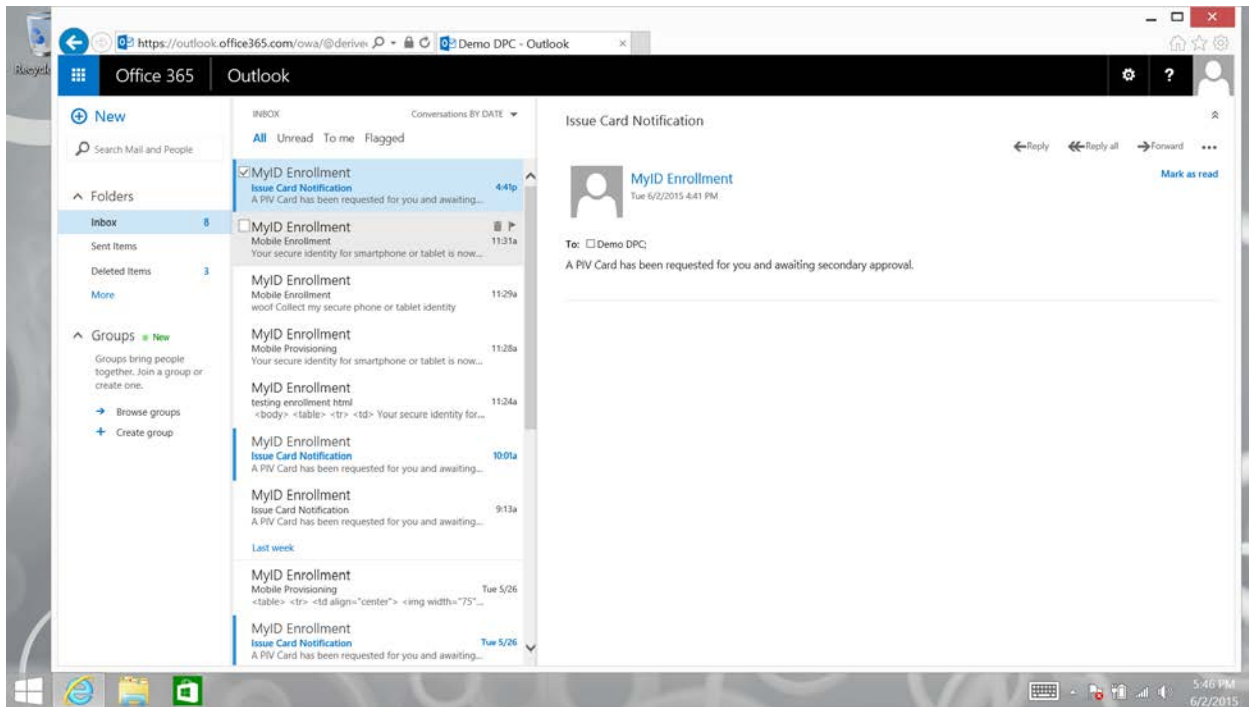 https://outlook.office365.com/owa/@derive
Demo DPC - Outlook
Office 365
Outlook
?
New
Search Mail and People
Folders
Inbox 8
Sent Items
Deleted Items 3
More
Groups New
Groups bring people
together. Join a group or
create one.
Browse groups
Create group
INBOX Conversations BY DATE
All Unread To me Flagged
MyID Enrollment
Issue Card Notification 4:41p
A PIV Card has been requested for you and awaiting...
MyID Enrollment
Mobile Enrollment 11:31a
Your secure identity for smartphone or tablet is now...
MyID Enrollment
Mobile Enrollment 11:29a
woof Collect my secure phone or tablet identity
MyID Enrollment
Mobile Provisioning 11:28a
Your secure identity for smartphone or tablet is now...
MyID Enrollment
testing enrollment html 11:24a
<body> <table> <tr> <td> Your secure identity for...
MyID Enrollment
Issue Card Notification 10:01a
A PIV Card has been requested for you and awaiting...
MyID Enrollment
Issue Card Notification 9:13a
A PIV Card has been requested for you and awaiting...
Last week
MyID Enrollment
Mobile Provisioning Tue 5/26
<table> <tr> <td align="center"> <img width="75"...
MyID Enrollment
Issue Card Notification Tue 5/26
A PIV Card has been requested for you and awaiting...
Issue Card Notification
Reply Reply all Forward ...
MyID Enrollment
Tue 6/2/2015 4:41 PM
Mark as read
To: Demo DPC;
A PIV Card has been requested for you and awaiting secondary approval.
5:46 PM
6/2/2015